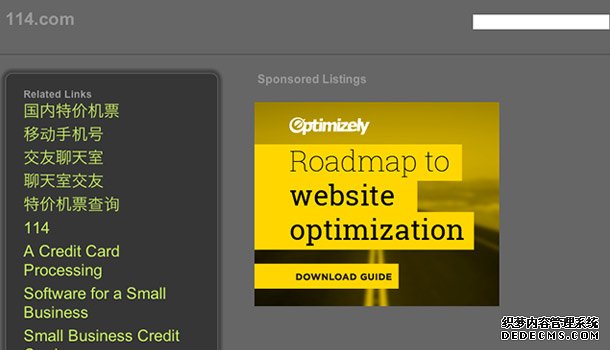 114.com
Related Links
国内特价机票
移动手机号
交友聊天室
聊天室交友
特价机票查询
114
A Credit Card
Processing
Software for a Small
Business
Small Business Credit
Sponsored Listings
Optimizely
Roadmap to
website
optimization
DOWNLOAD GUIDE
织梦内容管理系统
DEDECMS.COM